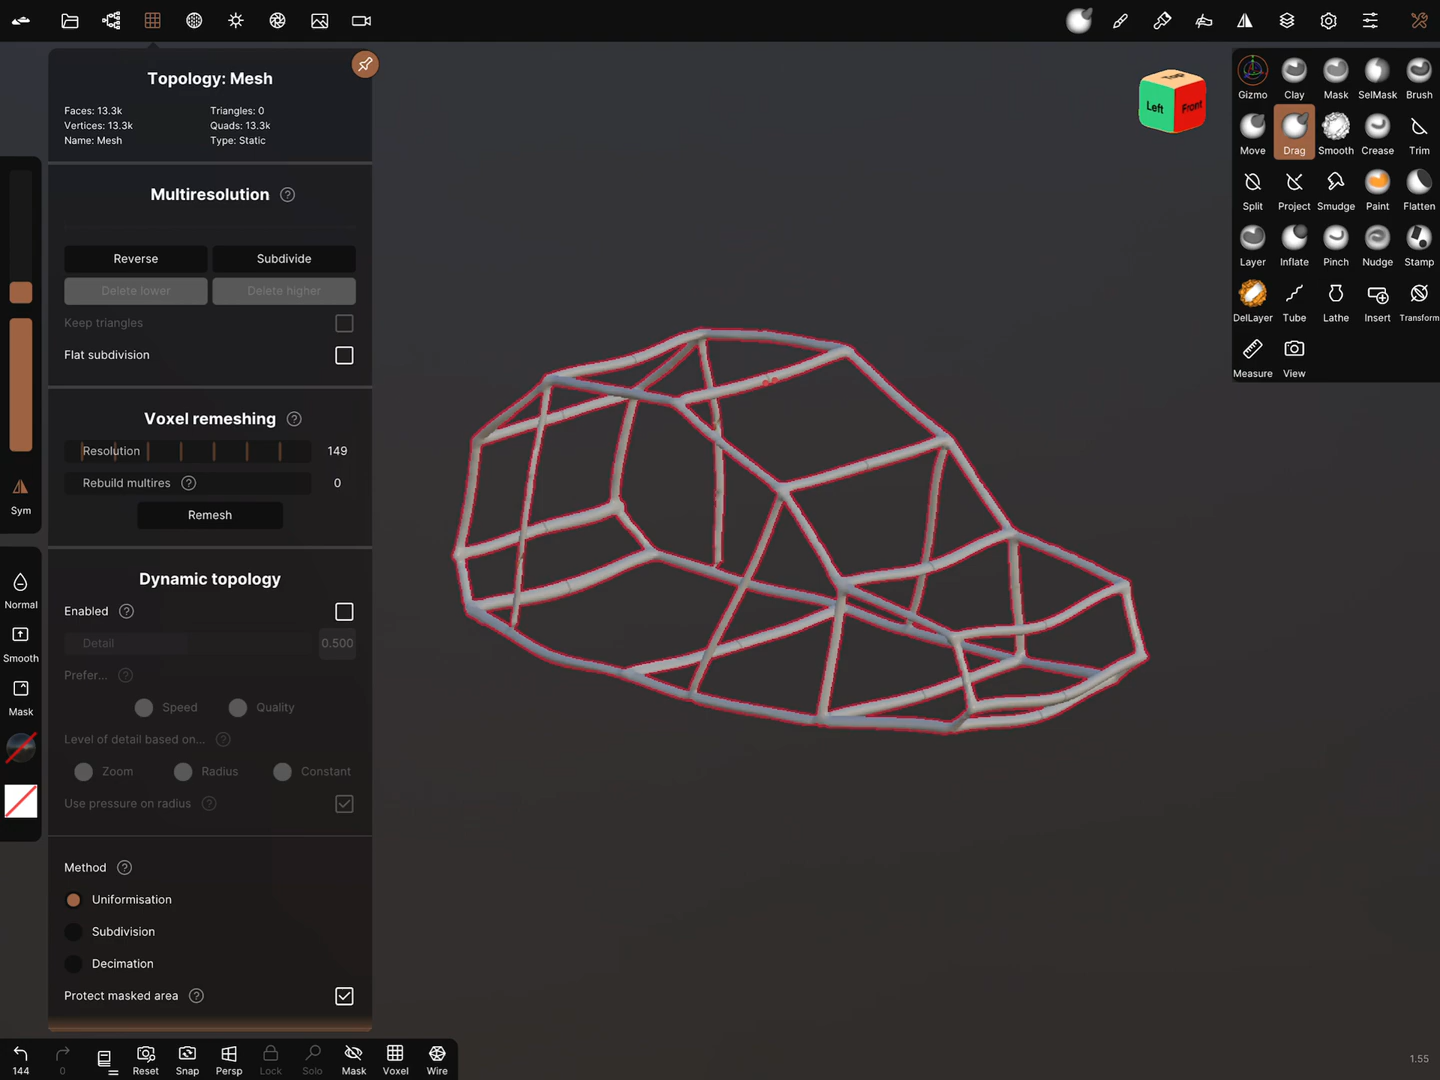 Topology: Mesh
Faces: 13.3k
Triangles: 0
Vertices: 13.3k
Quads: 13.3k
Name: Mesh
Type: Static
Multiresolution ?
Reverse
Subdivide
Delete lower
Delete higher
Keep triangles
Flat subdivision
Voxel remeshing ?
Resolution
149
Rebuild multires ?
0
Remesh
Dynamic topology
Enabled ?
Detail
0.500
Prefer... ?
Speed
Quality
Level of detail based on... ?
Zoom
Radius
Constant
Use pressure on radius ?
Method ?
Uniformisation
Subdivision
Decimation
Protect masked area ?
Sym
Normal
Smooth
Mask
144
0
Reset
Snap
Persp
Lock
Solo
Mask
Voxel
Wire
Top
Left
Front
Gizmo
Clay
Mask
SelMask
Brush
Move
Drag
Smooth
Crease
Trim
Split
Project
Smudge
Paint
Flatten
Layer
Inflate
Pinch
Nudge
Stamp
DelLayer
Tube
Lathe
Insert
Transform
Measure
View
1.55